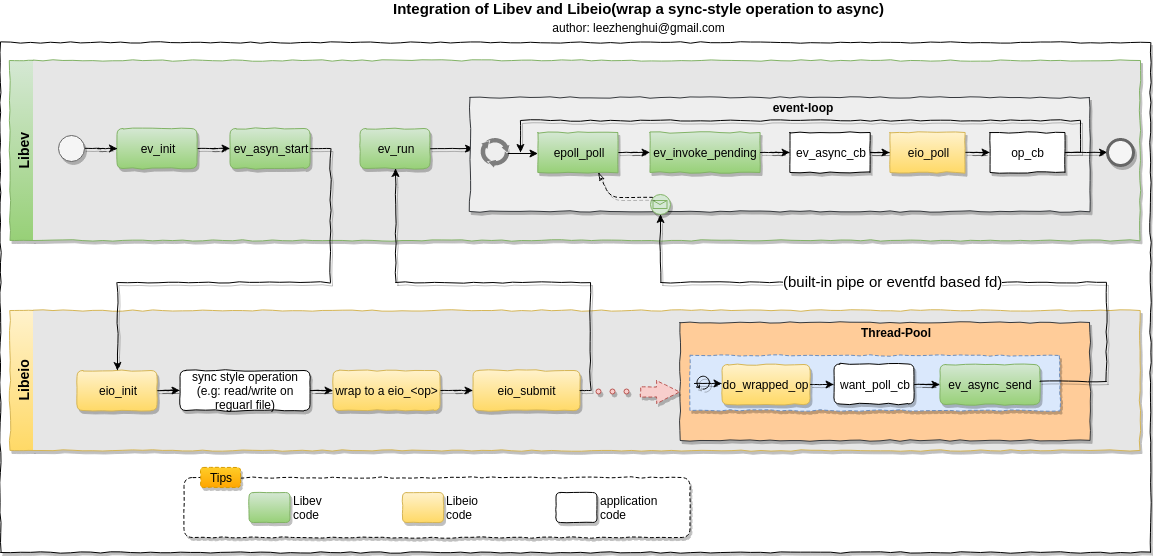 Integration of Libev and Libeio(wrap a sync-style operation to async)
author: leezhenghui@gmail.com
Libev
event-loop
ev_init
ev_asyn_start
ev_run
epoll_poll
ev_invoke_pending
ev_async_cb
eio_poll
op_cb
(built-in pipe or eventfd based fd)
Libeio
Thread-Pool
eio_init
sync style operation
(e.g: read/write on
reguarl file)
wrap to a eio_<op>
eio_submit
do_wrapped_op
want_poll_cb
ev_async_send
Tips
Libev
code
Libeio
code
application
code